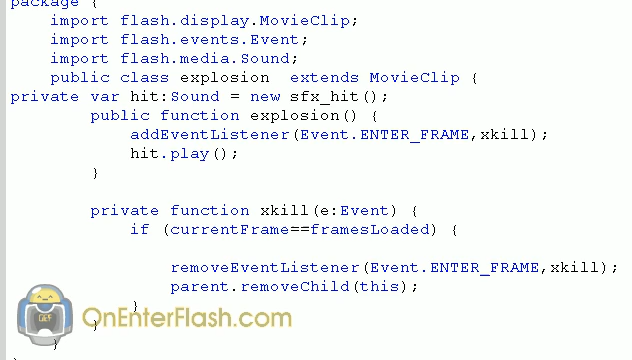 package {
import flash.display.MovieClip;
import flash.events.Event;
import flash.media.Sound;
public class explosion  extends MovieClip {
private var hit:Sound = new sfx_hit();
public function explosion() {
addEventListener(Event.ENTER_FRAME,xkill);
hit.play();
}
private function xkill(e:Event) {
if (currentFrame==framesLoaded) {
removeEventListener(Event.ENTER_FRAME,xkill);
parent.removeChild(this);
}
}
}
OnEnterFlash.com